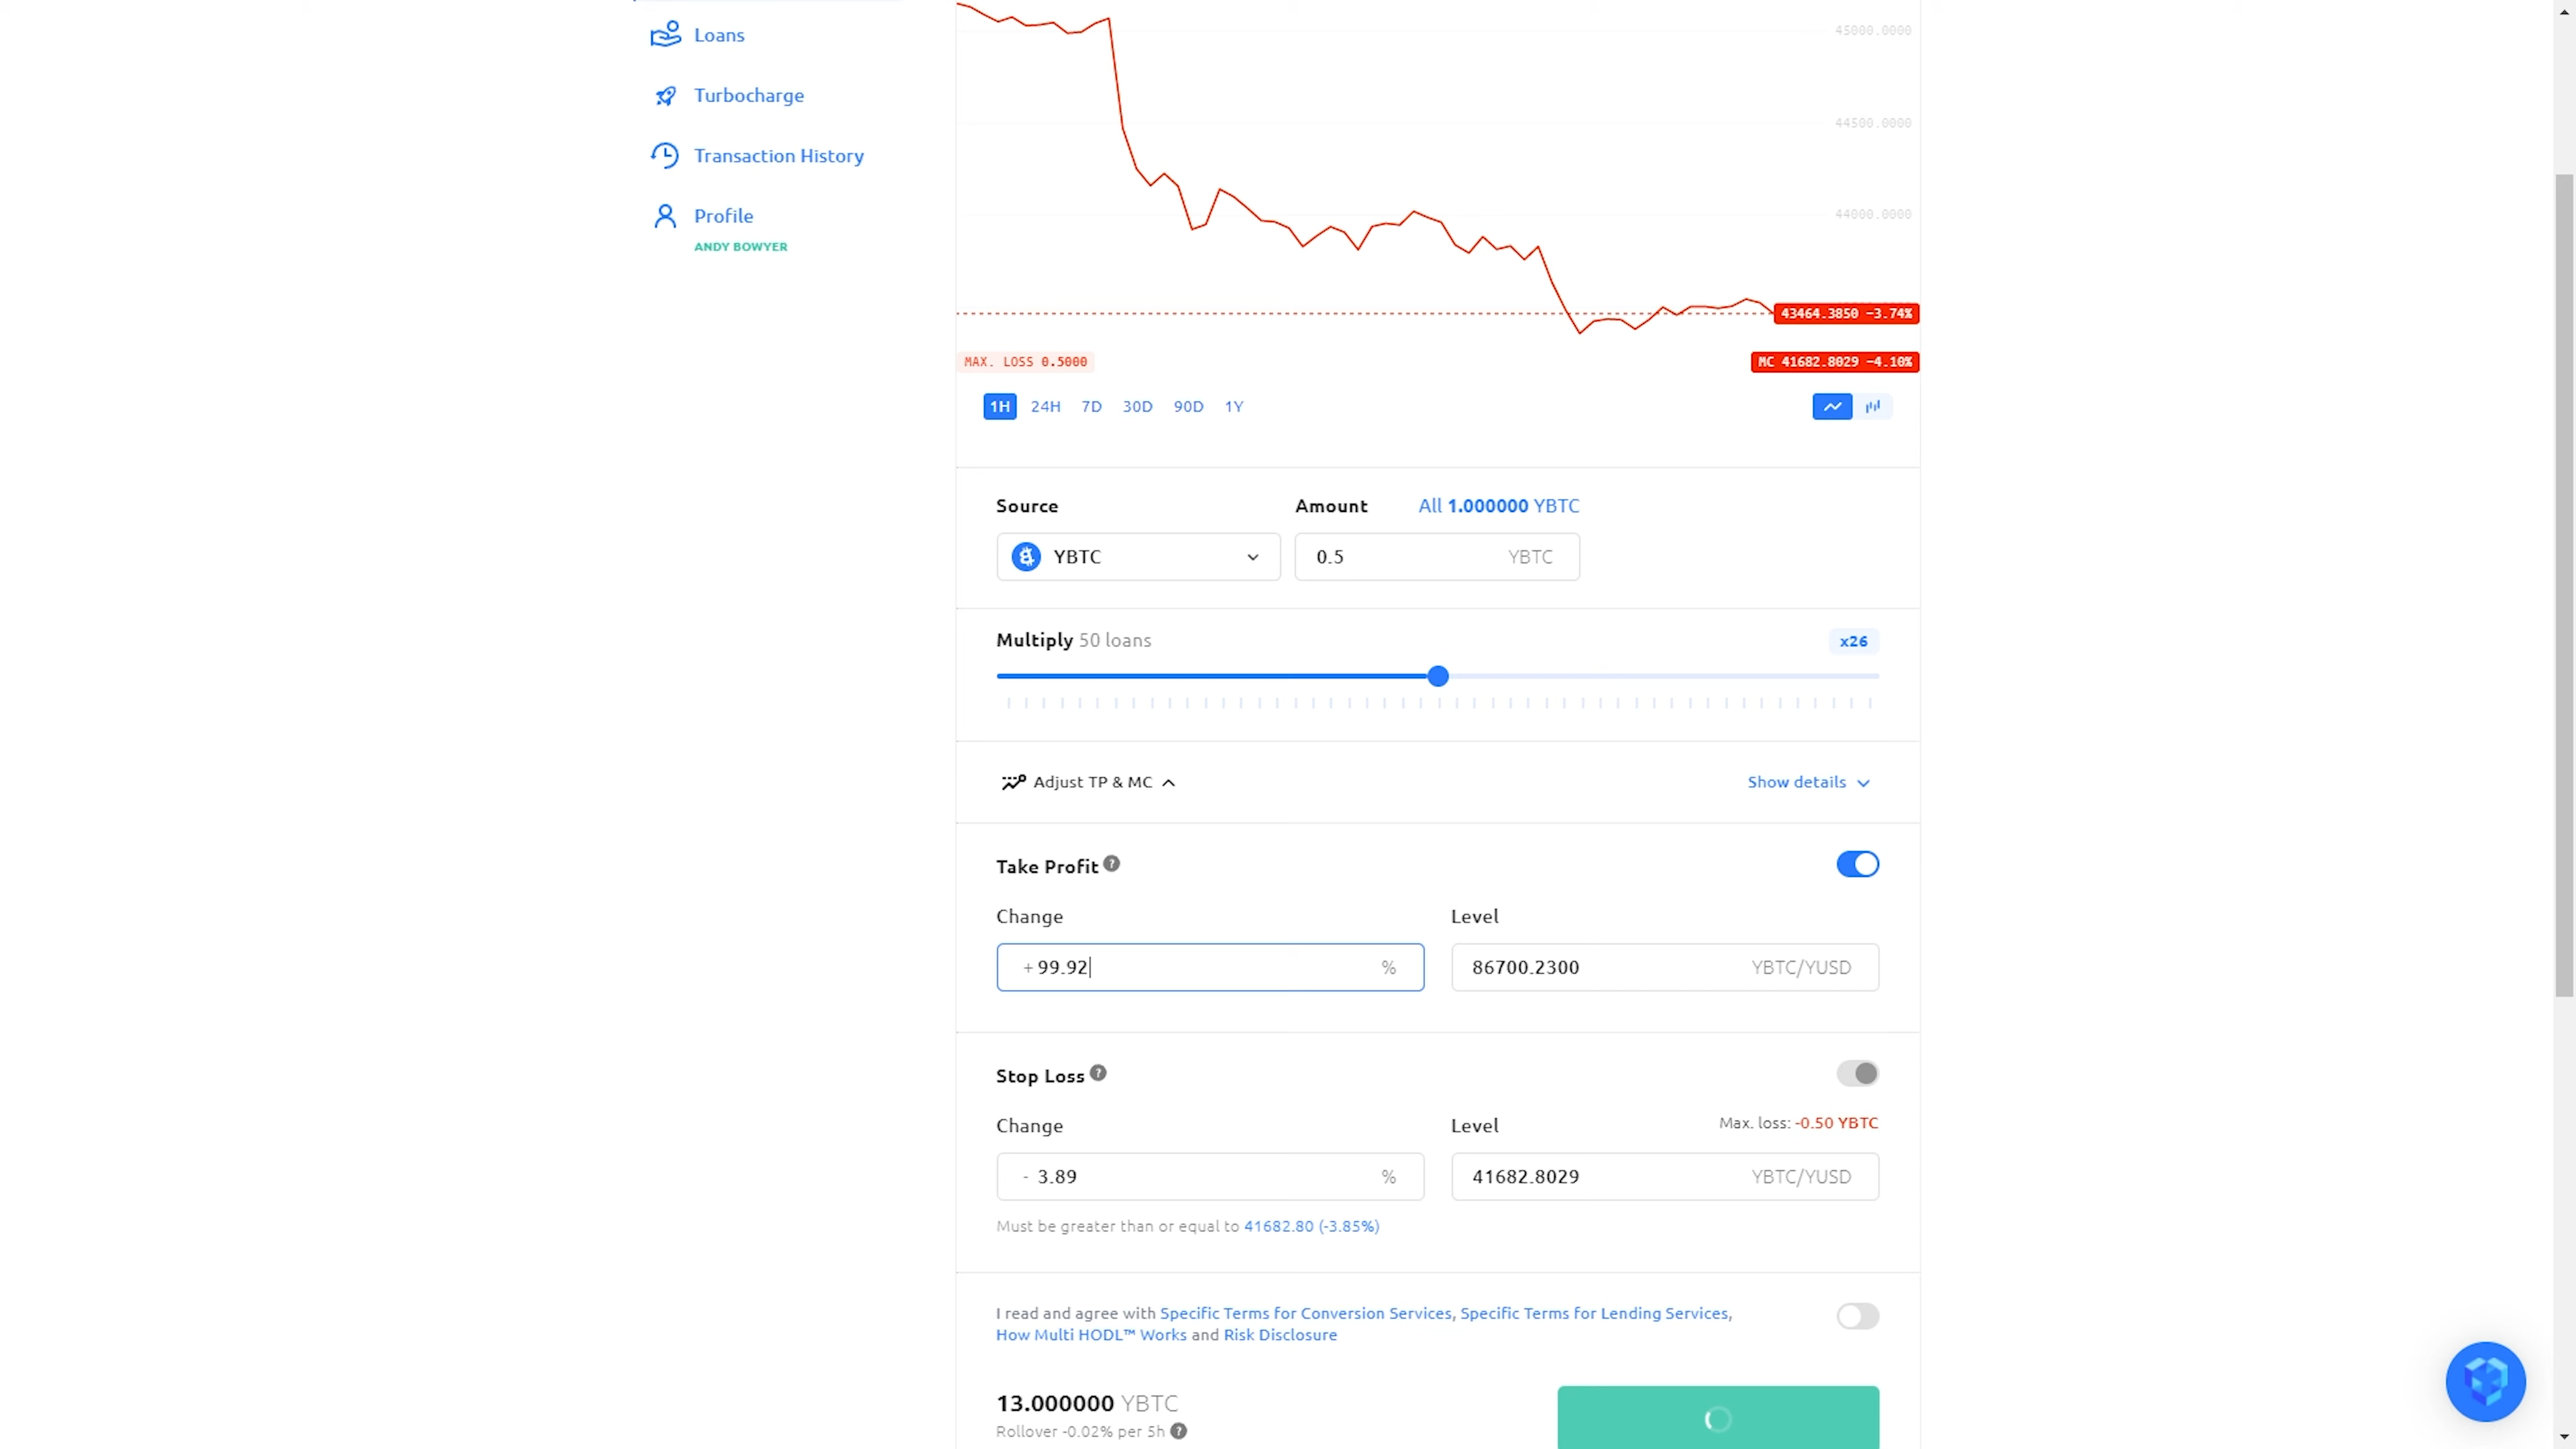 Loans
Turbocharge
Transaction History
Profile
ANDY BOWYER
45000.0000
44500.0000
44000.0000
43464.3850 −3.74%
MAX. LOSS 0.5000
MC 41682.8029 −4.10%
1H 24H 7D 30D 90D 1Y
Source
Amount All 1.000000 YBTC
YBTC
0.5 YBTC
Multiply 50 loans
x26
Adjust TP & MC
Show details
Take Profit ?
Change
Level
+ 99.92 %
86700.2300 YBTC/YUSD
Stop Loss ?
Change
Level
Max. loss: -0.50 YBTC
- 3.89 %
41682.8029 YBTC/YUSD
Must be greater than or equal to 41682.80 (-3.85%)
I read and agree with Specific Terms for Conversion Services, Specific Terms for Lending Services,
How Multi HODL™ Works and Risk Disclosure
13.000000 YBTC
Rollover -0.02% per 5h ?